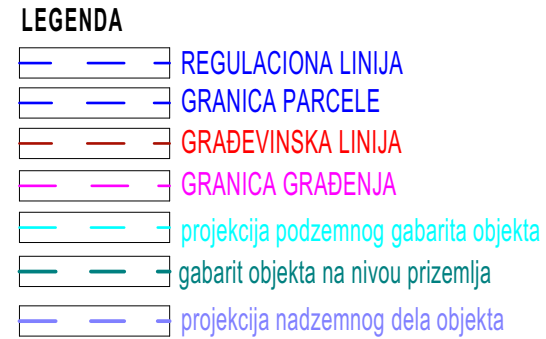 LEGENDA
REGULACIONA LINIJA
GRANICA PARCELE
GRAĐEVINSKA LINIJA
GRANICA GRAĐENJA
projekcija podzemnog gabarita objekta
gabarit objekta na nivou prizemlja
projekcija nadzemnog dela objekta